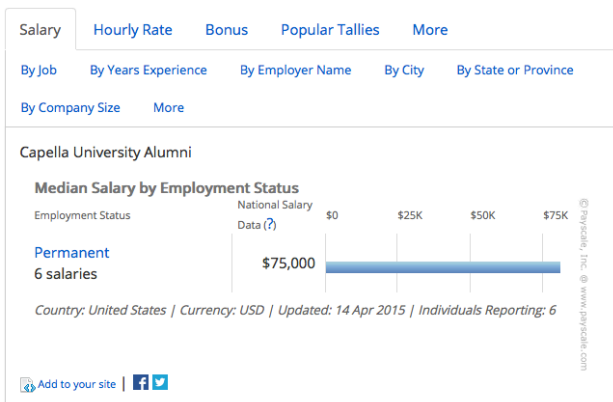 Salary Hourly Rate Bonus Popular Tallies More
By Job By Years Experience By Employer Name By City By State or Province
By Company Size More
Capella University Alumni
Median Salary by Employment Status
Employment Status National Salary Data (?) $0 $25K $50K $75K
Permanent
6 salaries
$75,000
Country: United States | Currency: USD | Updated: 14 Apr 2015 | Individuals Reporting: 6
© Payscale, Inc. @ www.payscale.com
Add to your site |